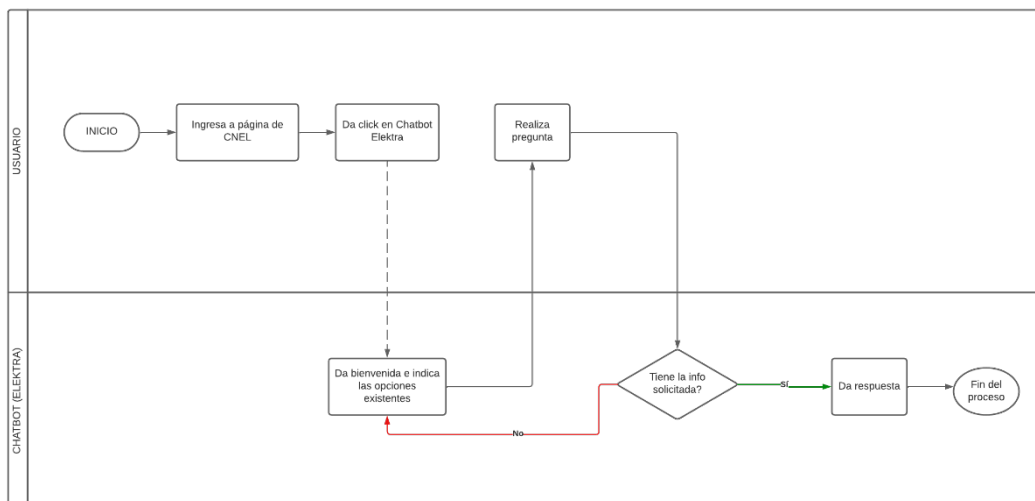 USUARIO
INICIO
Ingresa a página de
CNEL
Da click en Chatbot
Elektra
Realiza
pregunta
CHATBOT (ELEKTRA)
Da bienvenida e indica
las opciones
existentes
Tiene la info
solicitada?
Sí
Da respuesta
Fin del
proceso
No